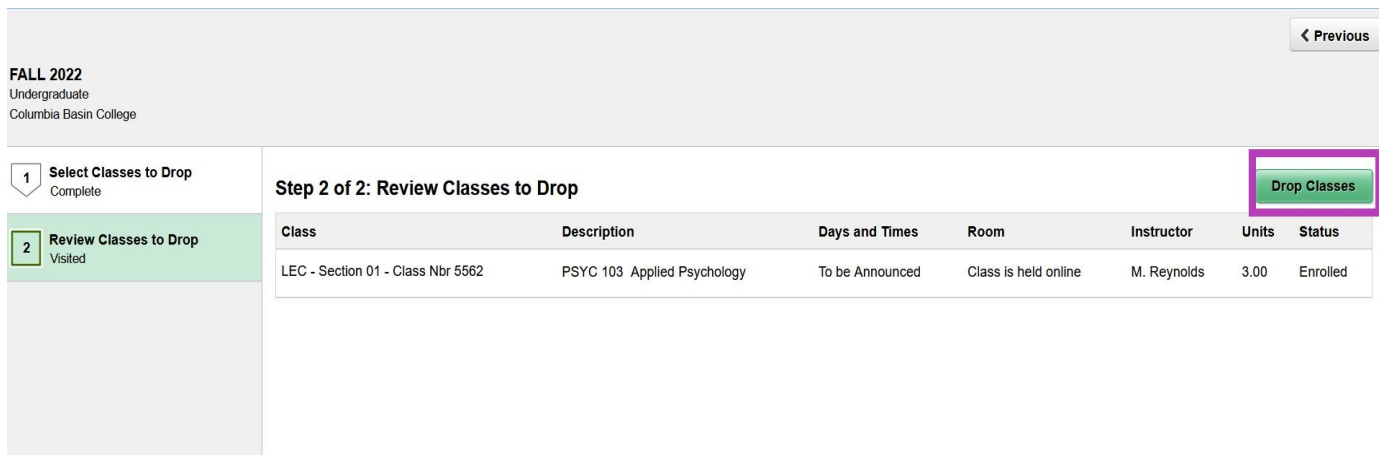 < Previous
FALL 2022
Undergraduate
Columbia Basin College
1 Select Classes to Drop
Complete
2 Review Classes to Drop
Visited
Step 2 of 2: Review Classes to Drop
Drop Classes
Class Description Days and Times Room Instructor Units Status
LEC - Section 01 - Class Nbr 5562 PSYC 103 Applied Psychology To be Announced Class is held online M. Reynolds 3.00 Enrolled